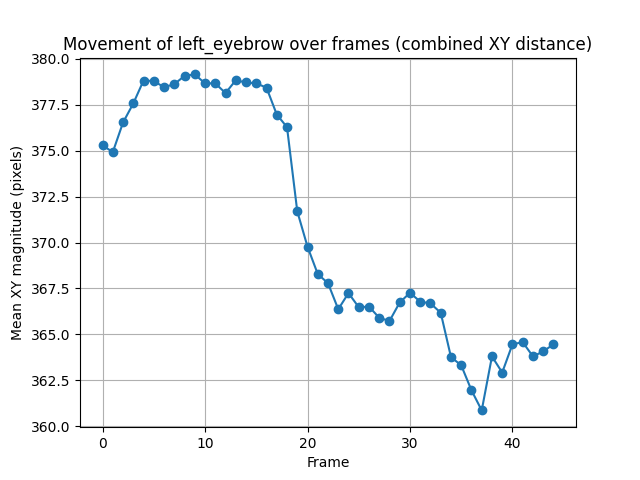 Movement of left_eyebrow over frames (combined XY distance)
380.0
377.5
375.0
372.5
370.0
367.5
365.0
362.5
360.0
Mean XY magnitude (pixels)
0 10 20 30 40
Frame